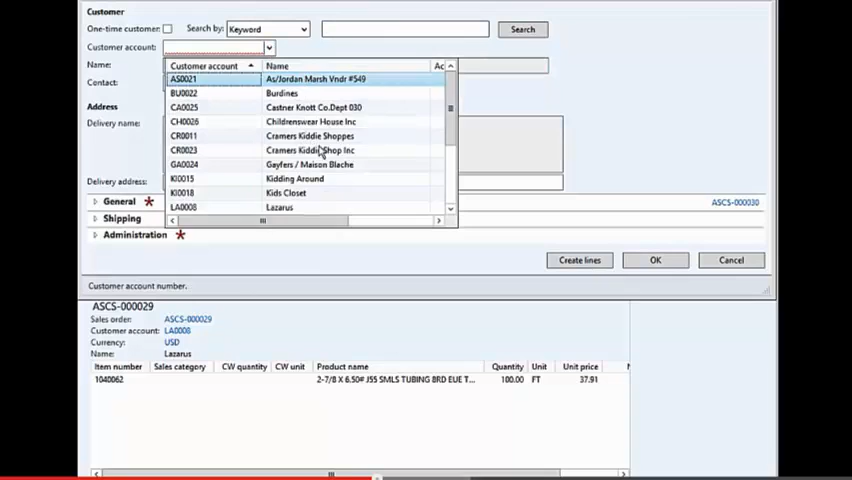 Customer
One-time customer: Search by: Keyword Search
Customer account:
Name:
Contact:
Customer account Name Ac
AS0021 As/Jordan Marsh Vndr #549
BU0022 Burdines
CA0025 Castner Knott Co.Dept 030
CH0026 Childrenswear House Inc
CR0011 Cramers Kiddie Shoppes
CR0023 Cramers Kiddie Shop Inc
GA0024 Gayfers / Maison Blache
KI0015 Kidding Around
KI0018 Kids Closet
LA0008 Lazarus
Address
Delivery name:
Delivery address:
General * ASCS-000030
Shipping
Administration *
Create lines OK Cancel
Customer account number.
ASCS-000029
Sales order: ASCS-000029
Customer account: LA0008
Currency: USD
Name: Lazarus
Item number Sales category CW quantity CW unit Product name Quantity Unit Unit price
1040062 2-7/8 X 6.50# J55 SMLS TUBING 8RD EUE T... 100.00 FT 37.91